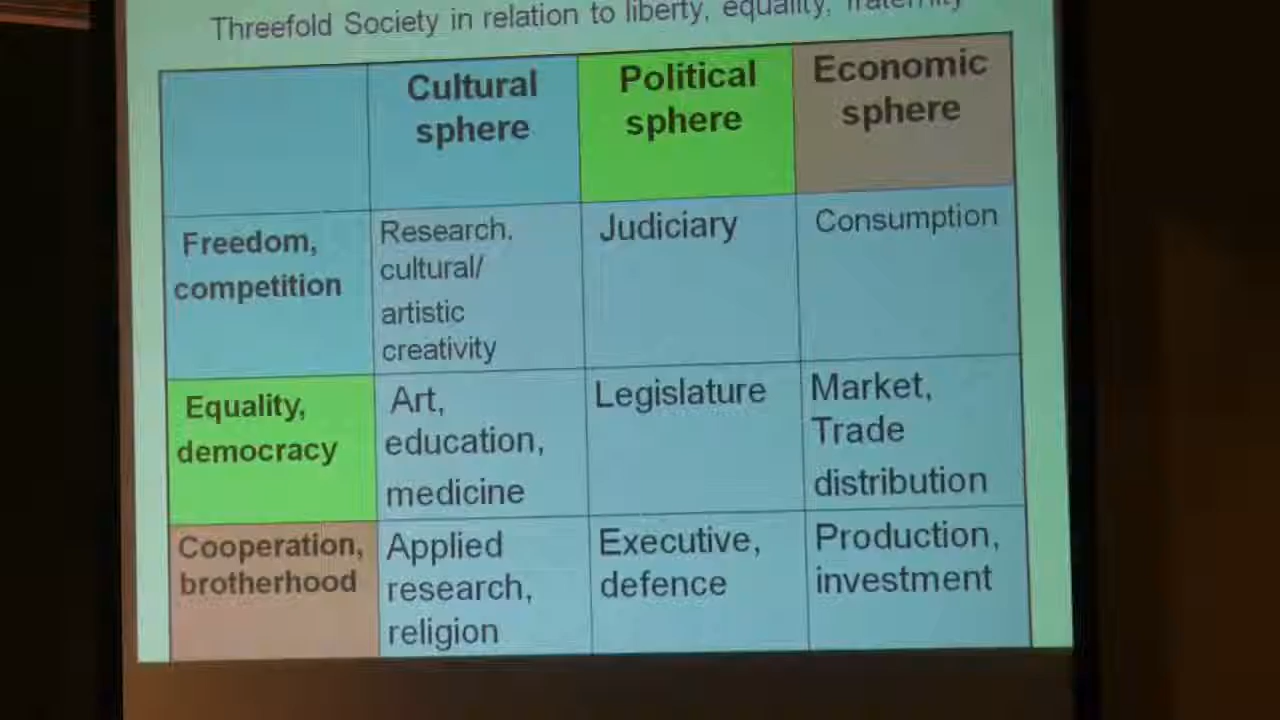 Threefold Society in relation to liberty, equality, fraternity
Cultural
sphere
Political
sphere
Economic
sphere
Freedom,
competition
Research,
cultural/
artistic
creativity
Judiciary
Consumption
Equality,
democracy
Art,
education,
medicine
Legislature
Market,
Trade
distribution
Cooperation,
brotherhood
Applied
research,
religion
Executive,
defence
Production,
investment